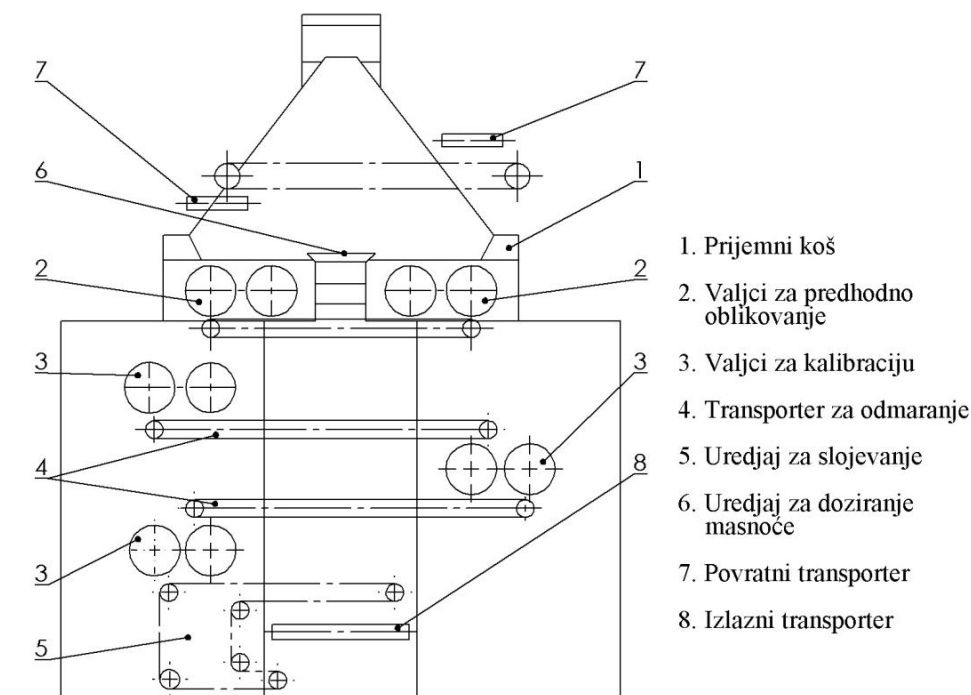 7
7
6
1
2
2
3
3
4
8
3
5
1. Prijemni koš
2. Valjci za predhodno
oblikovanje
3. Valjci za kalibraciju
4. Transporter za odmaranje
5. Uredjaj za slojevanje
6. Uredjaj za doziranje
masnoće
7. Povratni transporter
8. Izlazni transporter